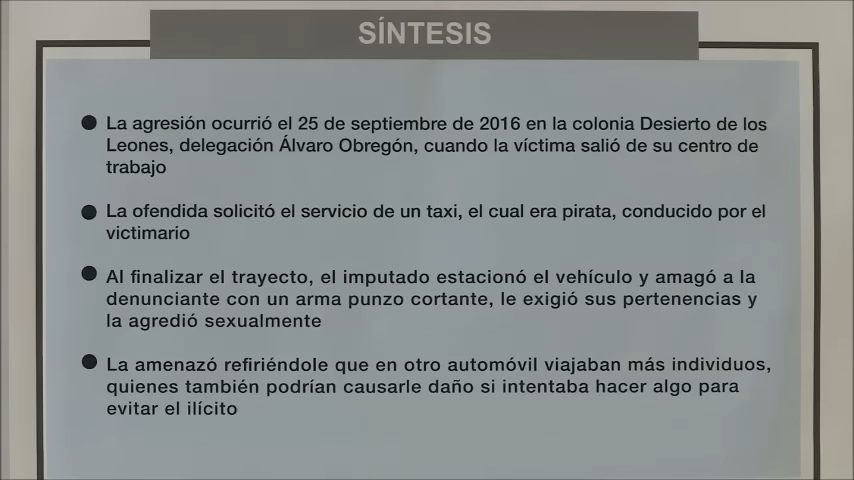 SÍNTESIS
● La agresión ocurrió el 25 de septiembre de 2016 en la colonia Desierto de los
Leones, delegación Álvaro Obregón, cuando la víctima salió de su centro de
trabajo
● La ofendida solicitó el servicio de un taxi, el cual era pirata, conducido por el
victimario
● Al finalizar el trayecto, el imputado estacionó el vehículo y amagó a la
denunciante con un arma punzo cortante, le exigió sus pertenencias y
la agredió sexualmente
● La amenazó refiriéndole que en otro automóvil viajaban más individuos,
quienes también podrían causarle daño si intentaba hacer algo para
evitar el ilícito